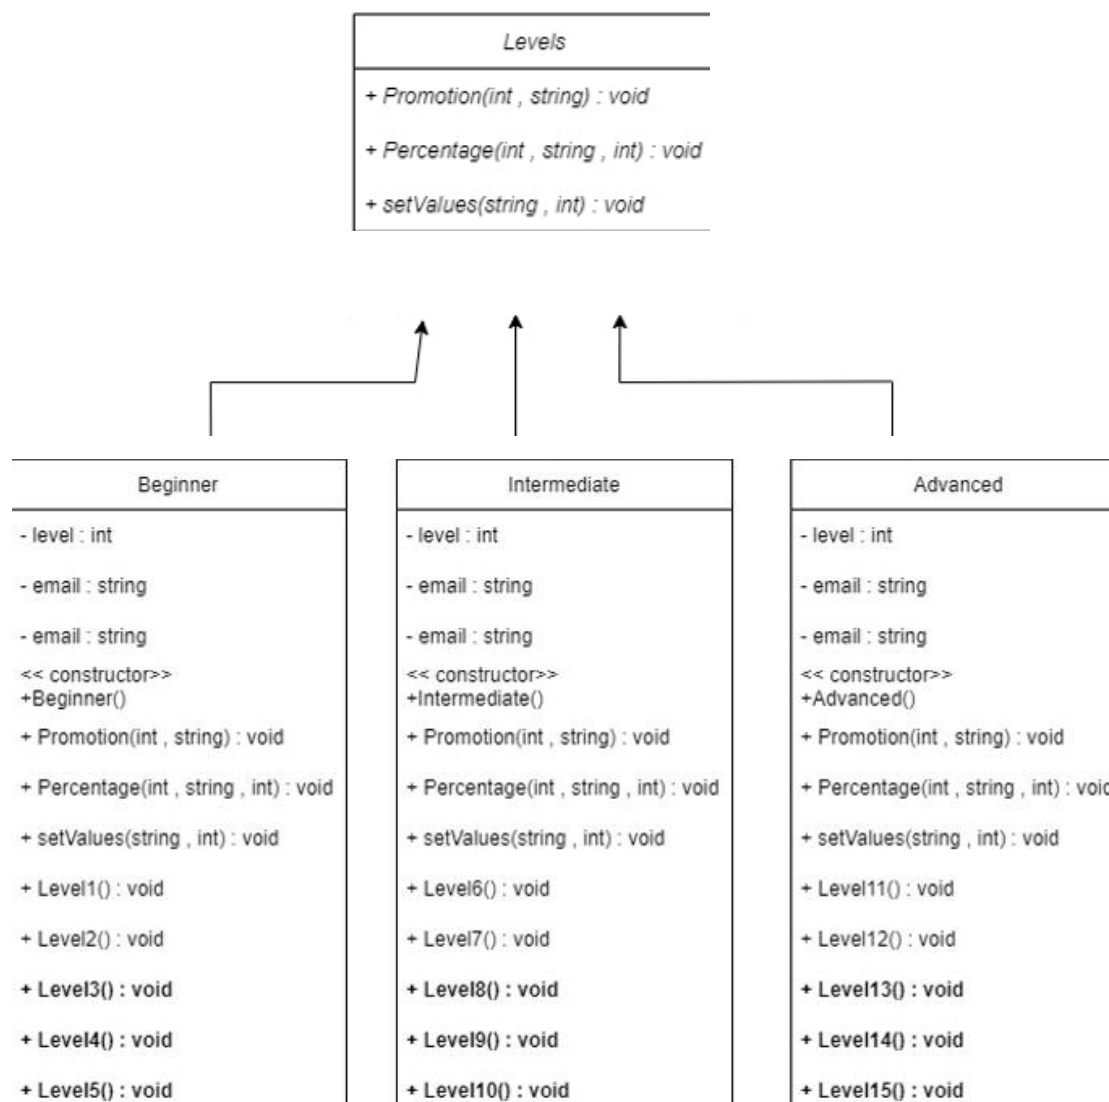 Levels
+ Promotion(int , string) : void
+ Percentage(int , string , int) : void
+ setValues(string , int) : void
Beginner
- level : int
- email : string
- email : string
<< constructor>>
+Beginner()
+ Promotion(int , string) : void
+ Percentage(int , string , int) : void
+ setValues(string , int) : void
+ Level1() : void
+ Level2() : void
+ Level3() : void
+ Level4() : void
+ Level5() : void
Intermediate
- level : int
- email : string
- email : string
<< constructor>>
+Intermediate()
+ Promotion(int , string) : void
+ Percentage(int , string , int) : void
+ setValues(string , int) : void
+ Level6() : void
+ Level7() : void
+ Level8() : void
+ Level9() : void
+ Level10() : void
Advanced
- level : int
- email : string
- email : string
<< constructor>>
+Advanced()
+ Promotion(int , string) : void
+ Percentage(int , string , int) : void
+ setValues(string , int) : void
+ Level11() : void
+ Level12() : void
+ Level13() : void
+ Level14() : void
+ Level15() : void